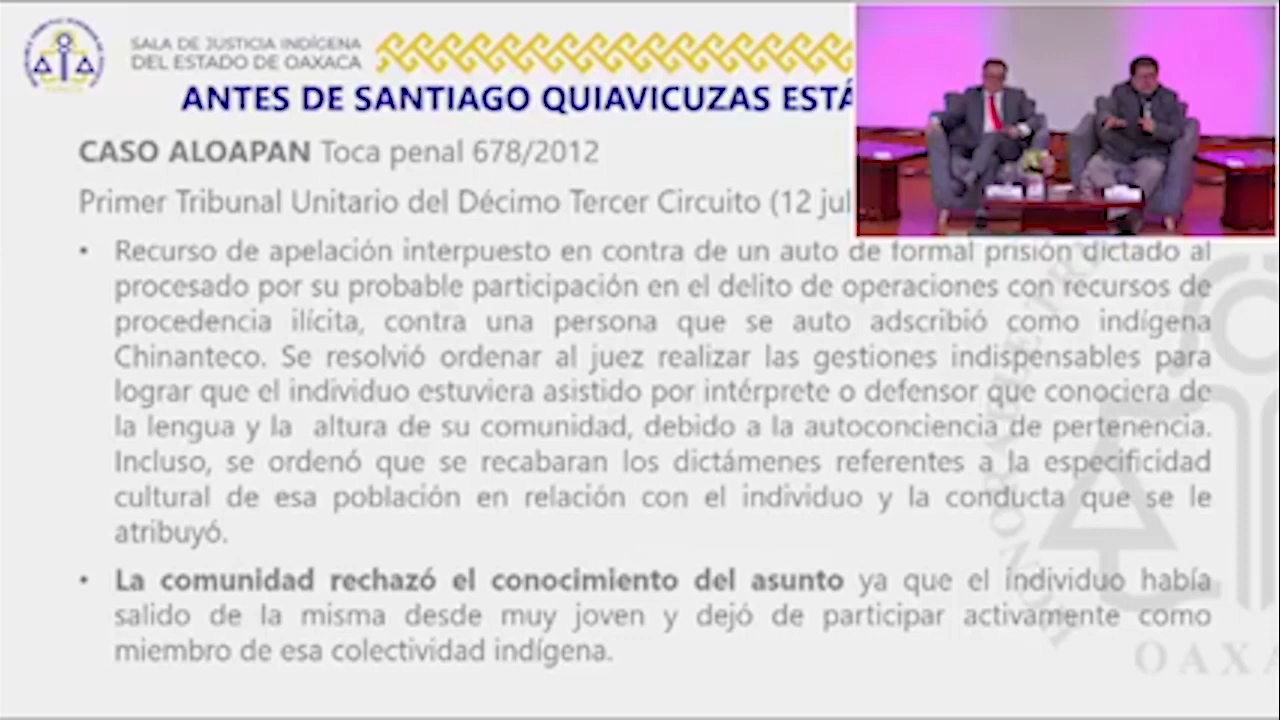 SALA DE JUSTICIA INDÍGENA
DEL ESTADO DE OAXACA
ANTES DE SANTIAGO QUIAVICUZAS ESTÁ
CASO ALOAPAN Toca penal 678/2012
Primer Tribunal Unitario del Décimo Tercer Circuito (12 jul
• Recurso de apelación interpuesto en contra de un auto de formal prisión dictado al
procesado por su probable participación en el delito de operaciones con recursos de
procedencia ilícita, contra una persona que se auto adscribió como indígena
Chinanteco. Se resolvió ordenar al juez realizar las gestiones indispensables para
lograr que el individuo estuviera asistido por intérprete o defensor que conociera de
la lengua y la altura de su comunidad, debido a la autoconciencia de pertenencia.
Incluso, se ordenó que se recabaran los dictámenes referentes a la especificidad
cultural de esa población en relación con el individuo y la conducta que se le
atribuyó.
• La comunidad rechazó el conocimiento del asunto ya que el individuo había
salido de la misma desde muy joven y dejó de participar activamente como
miembro de esa colectividad indígena.
OAXA